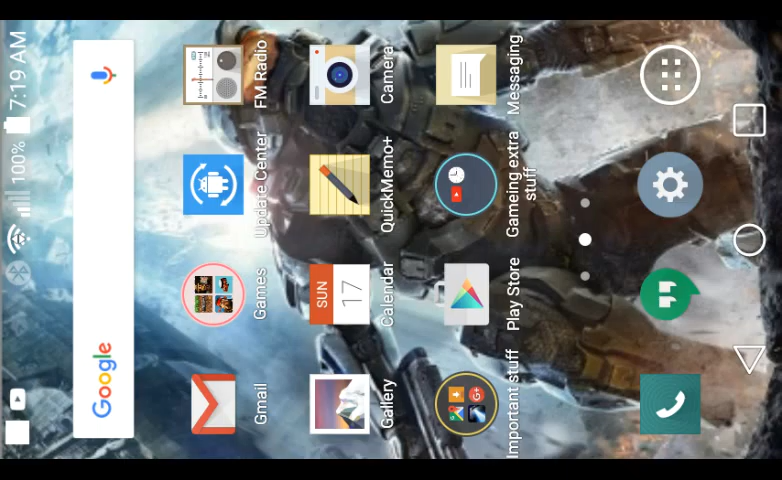 100% 7:19 AM
Google
Gmail
Games
Update Center
FM Radio
SUN
17
Gallery
Calendar
QuickMemo+
Camera
G+
Important stuff
Play Store
Gameing extra
stuff
Messaging